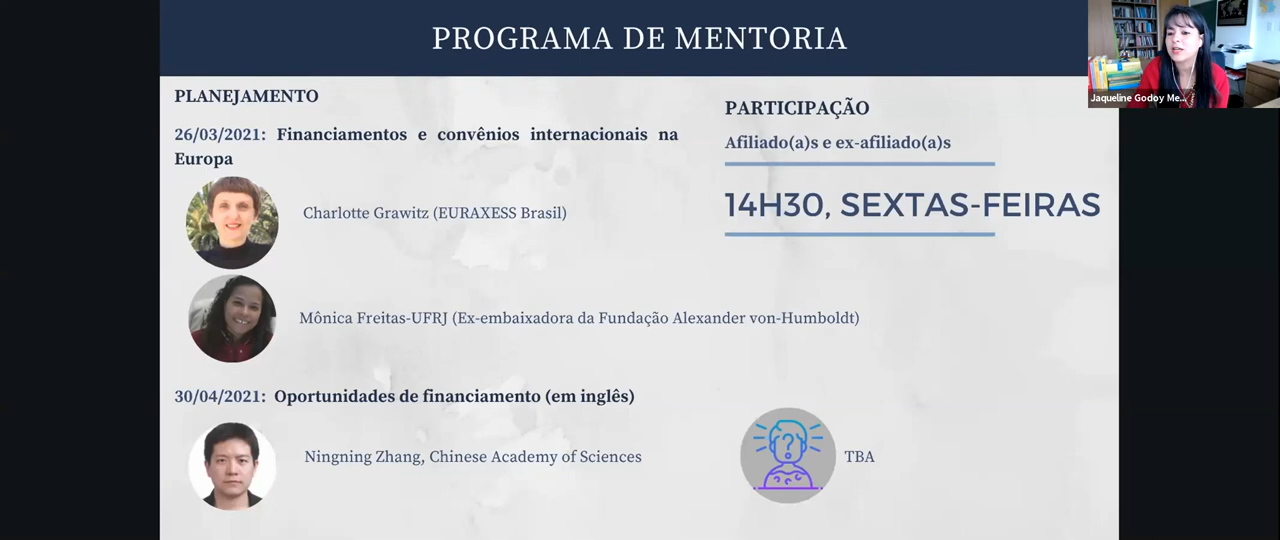 PROGRAMA DE MENTORIA
Jaqueline Godoy Me...
PLANEJAMENTO
26/03/2021: Financiamentos e convênios internacionais na
Europa
Charlotte Grawitz (EURAXESS Brasil)
Mônica Freitas-UFRJ (Ex-embaixadora da Fundação Alexander von-Humboldt)
30/04/2021: Oportunidades de financiamento (em inglês)
Ningning Zhang, Chinese Academy of Sciences
TBA
PARTICIPAÇÃO
Afiliado(a)s e ex-afiliado(a)s
14H30, SEXTAS-FEIRAS